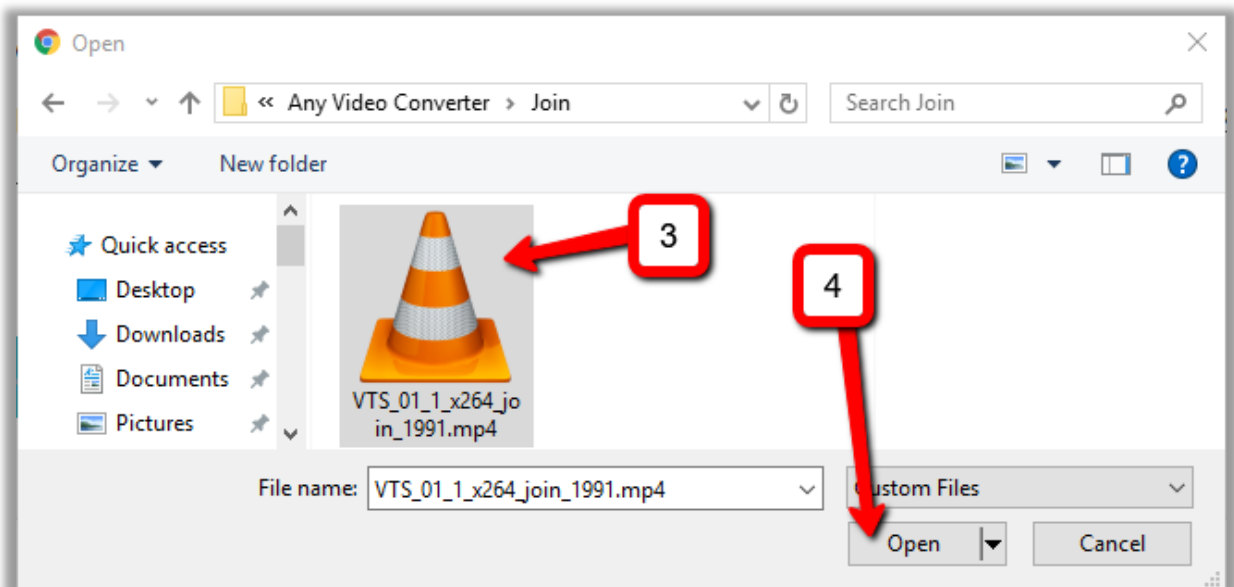 Open
« Any Video Converter › Join
Search Join
Organize
New folder
Quick access
Desktop
Downloads
Documents
Pictures
VTS_01_1_x264_jo
in_1991.mp4
3
4
File name:
VTS_01_1_x264_join_1991.mp4
Custom Files
Open
Cancel